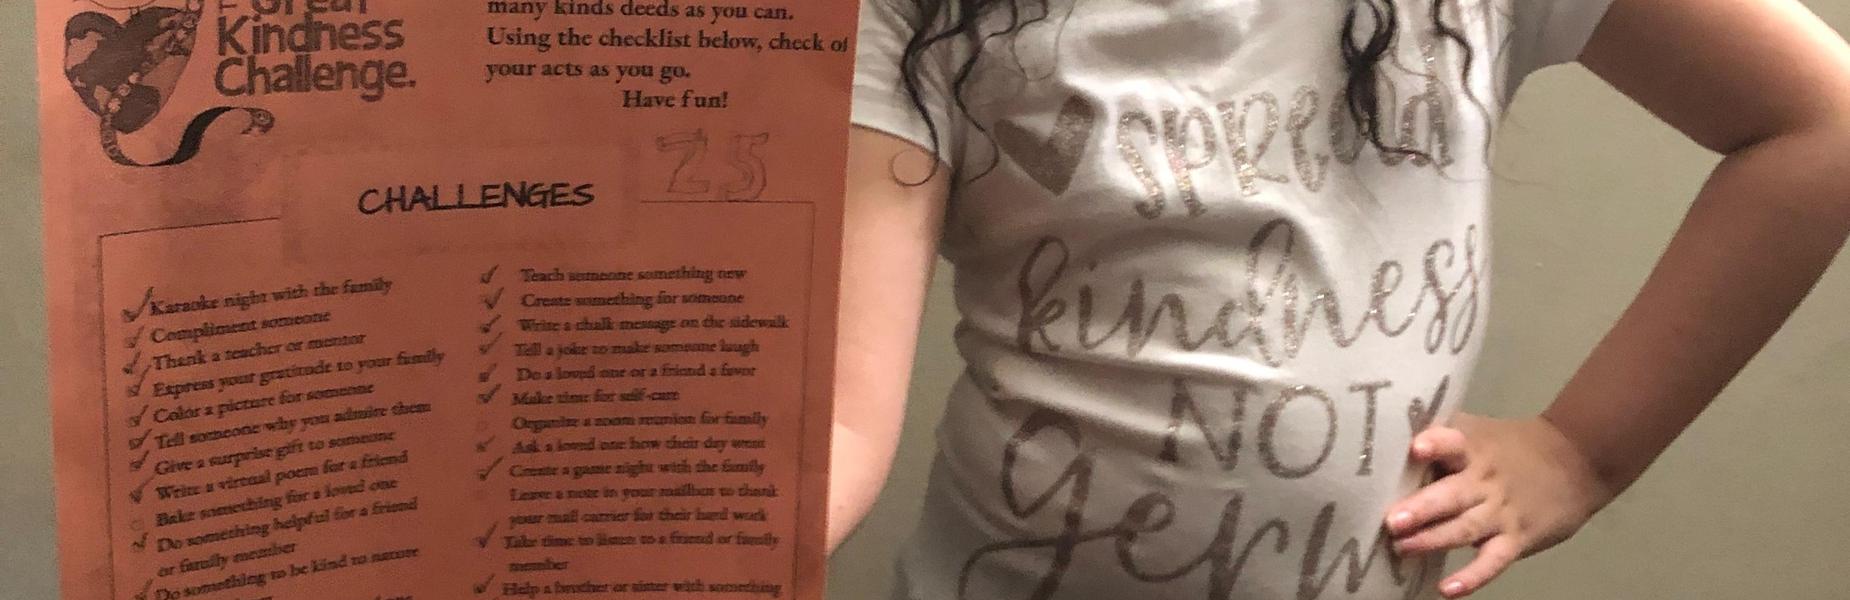 Great
Kindness
Challenge.
many kinds deeds as you can.
Using the checklist below, check of
your acts as you go.
Have fun!
25
CHALLENGES
Karaoke night with the family
Compliment someone
Thank a teacher or mentor
Express your gratitude to your family
Color a picture for someone
Tell someone why you admire them
Give a surprise gift to someone
Write a virtual poem for a friend
Bake something for a loved one
Do something helpful for a friend
or family member
Do something to be kind to nature
Teach someone something new
Create something for someone
Write a chalk message on the sidewalk
Tell a joke to make someone laugh
Do a loved one or a friend a favor
Make time for self-care
Organize a zoom reunion for family
Ask a loved one how their day went
Create a game night with the family
Leave a note in your mailbox to thank
your mail carrier for their hard work
Take time to listen to a friend or family
member
Help a brother or sister with something
spread
kindness
NOT
germ